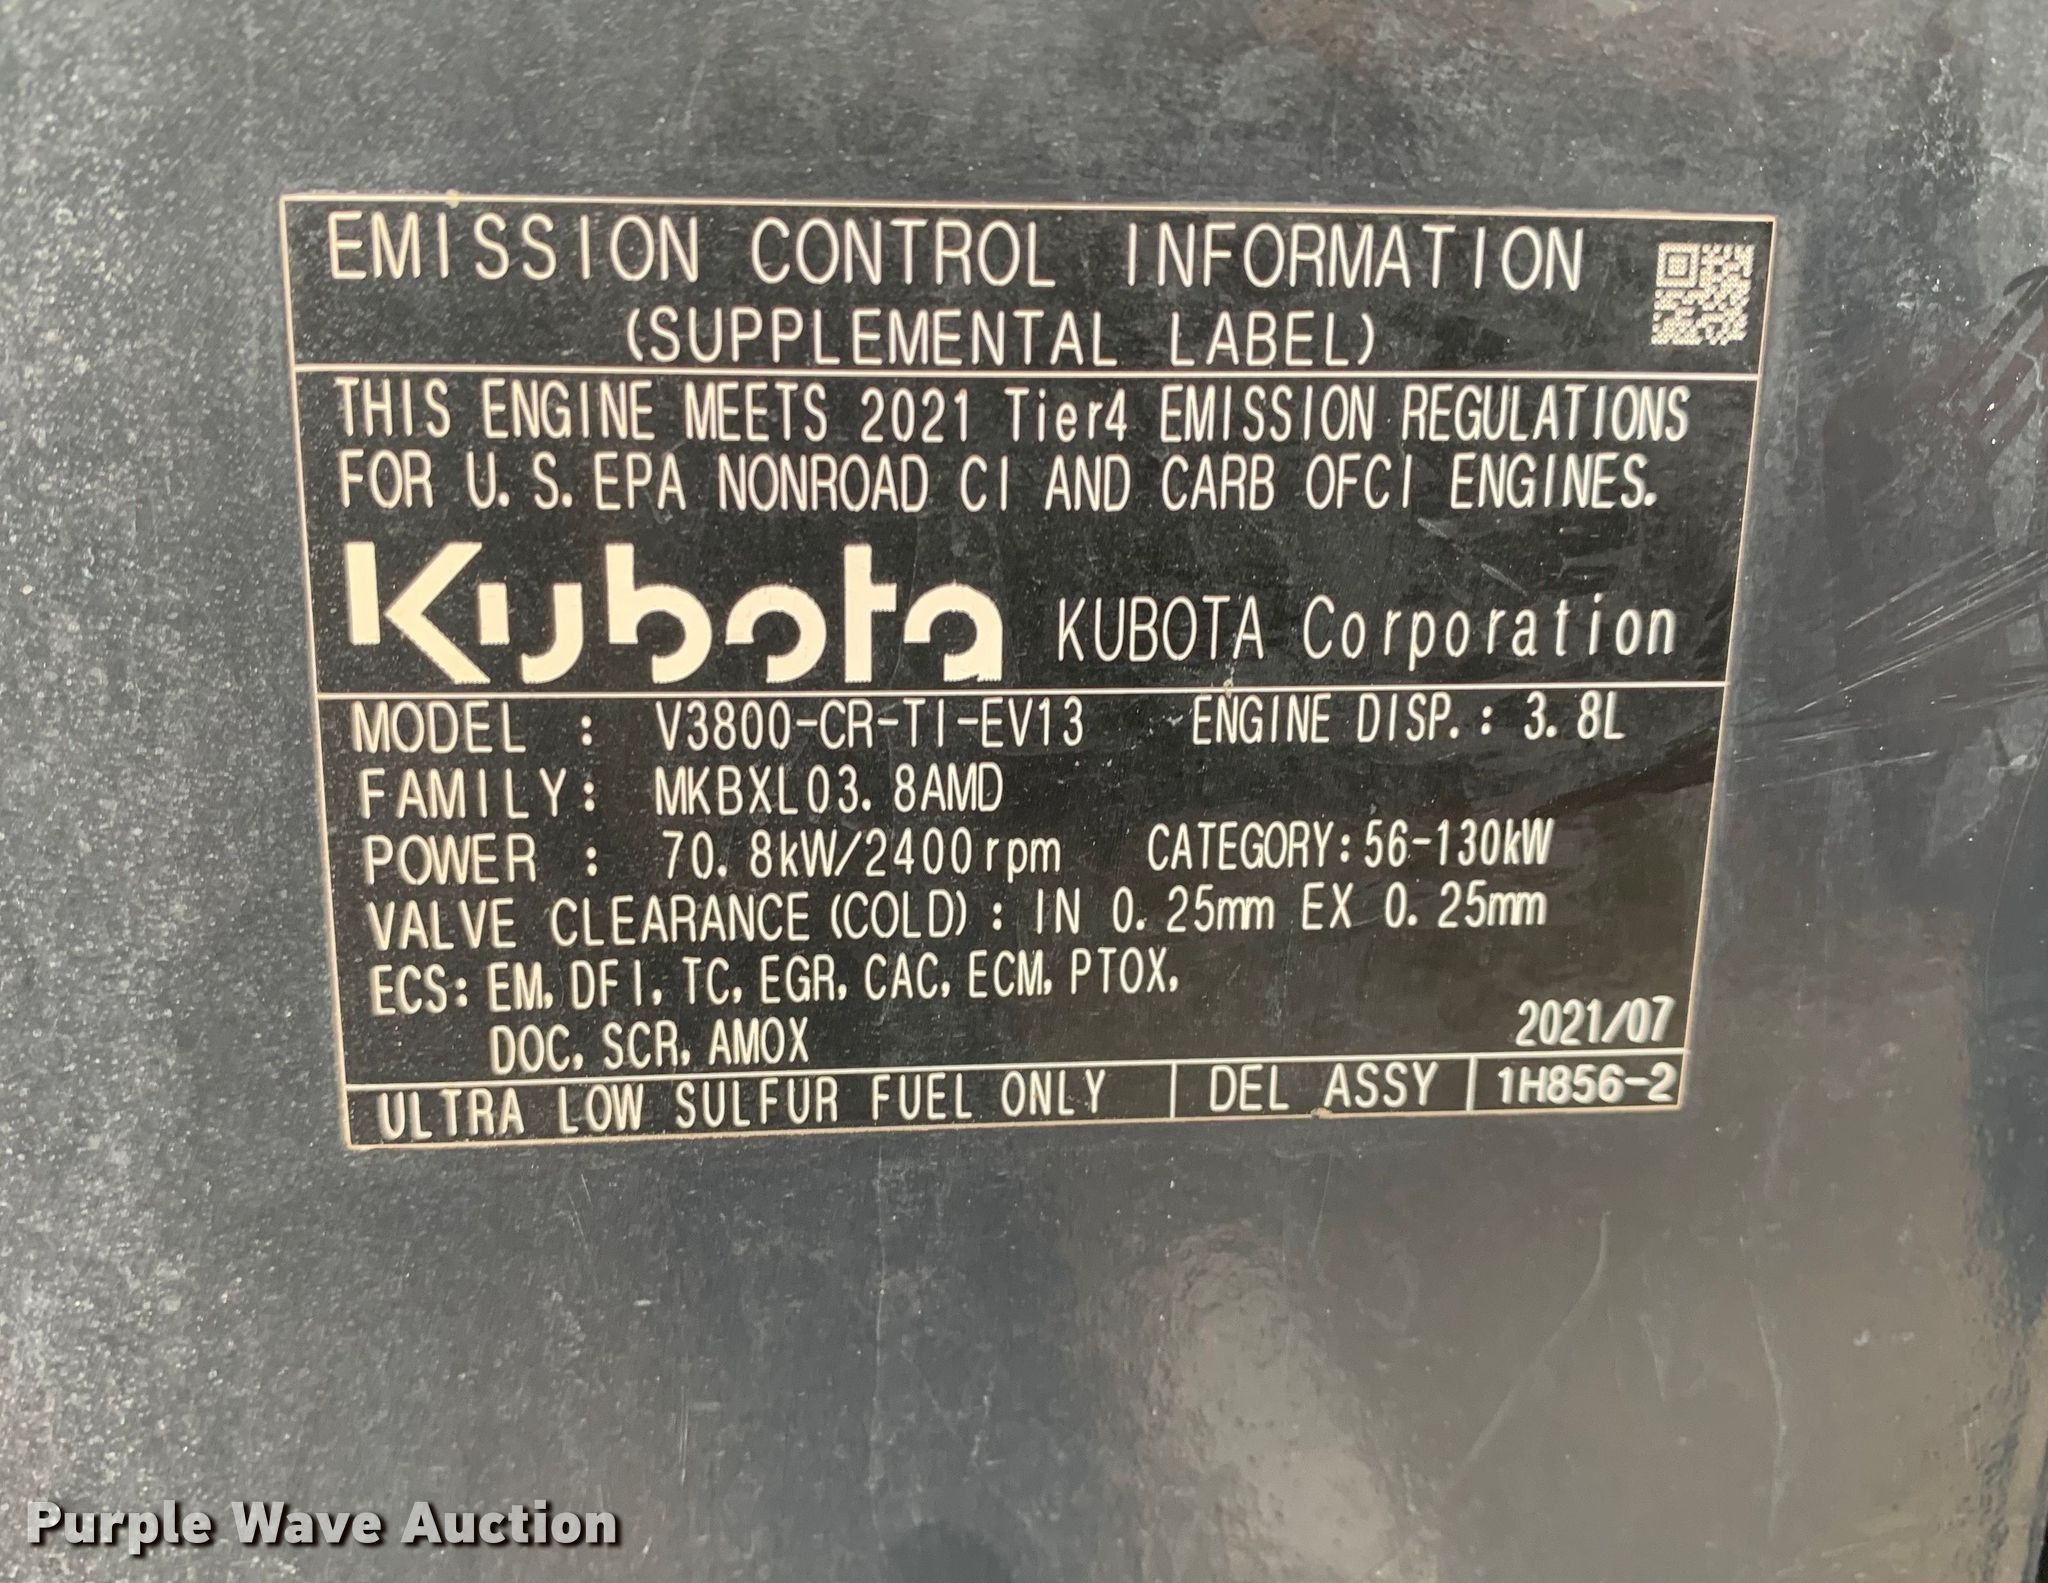 EMISSION CONTROL INFORMATION
(SUPPLEMENTAL LABEL)
THIS ENGINE MEETS 2021 Tier4 EMISSION REGULATIONS
FOR U.S. EPA NONROAD CI AND CARB OFCI ENGINES.
Kubota KUBOTA Corporation
MODEL : V3800-CR-TI-EV13 ENGINE DISP.: 3.8L
FAMILY: MKBXL03.8AMD
POWER : 70.8kW/2400rpm CATEGORY:56-130kW
VALVE CLEARANCE (COLD) : IN 0.25mm EX 0.25mm
ECS: EM, DFI, TC, EGR, CAC, ECM, PTOX,
DOC, SCR, AMOX 2021/07
ULTRA LOW SULFUR FUEL ONLY | DEL ASSY | 1H856-2
Purple Wave Auction